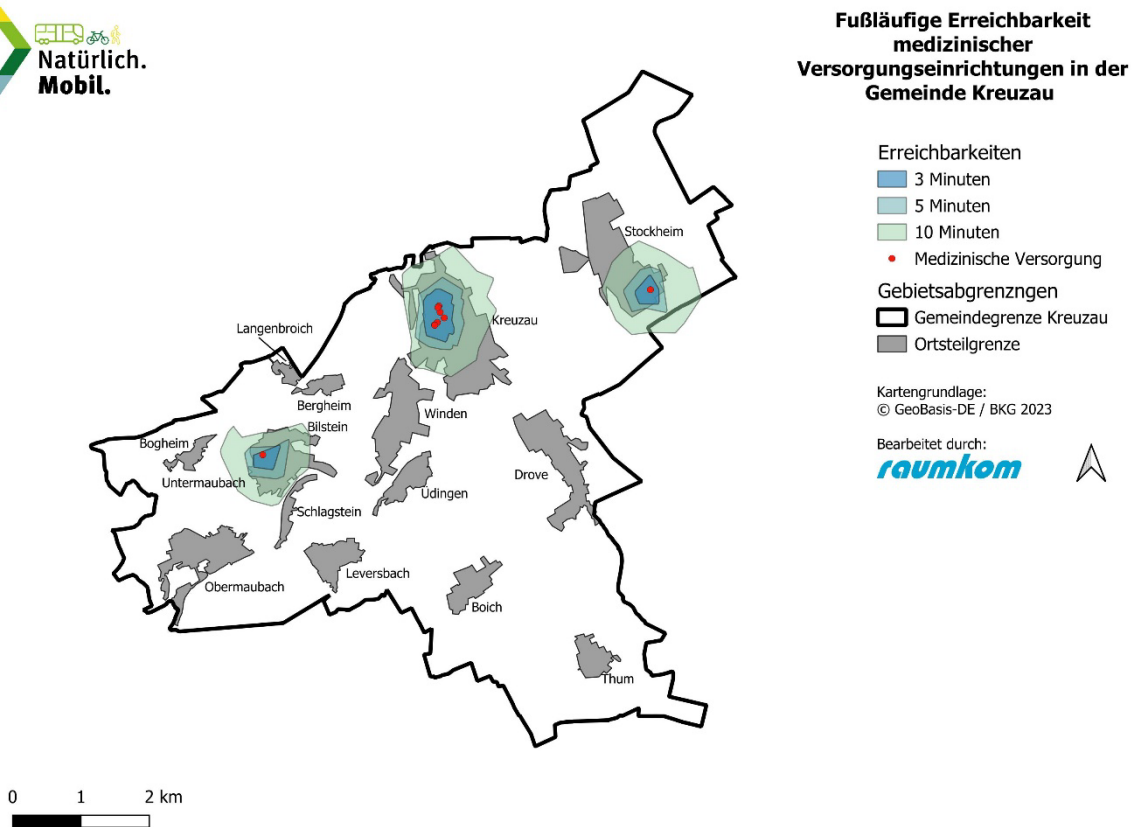 Natürlich.
Mobil.
Fußläufige Erreichbarkeit
medizinischer
Versorgungseinrichtungen in der
Gemeinde Kreuzau
Erreichbarkeiten
3 Minuten
5 Minuten
10 Minuten
Medizinische Versorgung
Gebietsabgrenzngen
Gemeindegrenze Kreuzau
Ortsteilgrenze
Kartengrundlage:
© GeoBasis-DE / BKG 2023
Bearbeitet durch:
raumkom
Stockheim
Kreuzau
Langenbroich
Bergheim
Winden
Bilstein
Bogheim
Untermaubach
Drove
Üdingen
Schlagstein
Leversbach
Obermaubach
Boich
Thum
0 1 2 km